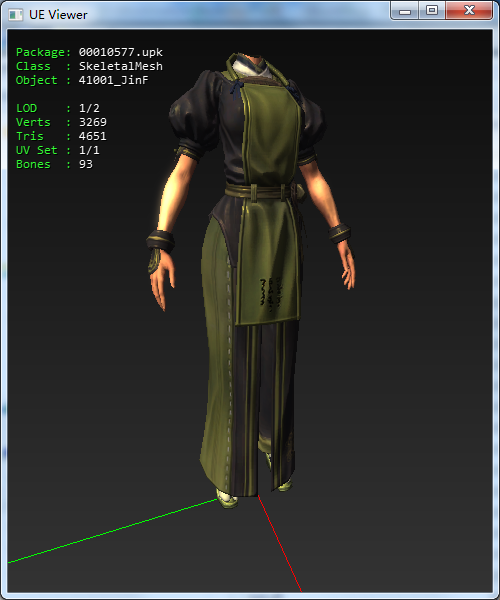 UE Viewer
Package: 00010577.upk
Class : SkeletalMesh
Object : 41001_JinF
LOD : 1/2
Verts : 3269
Tris : 4651
UV Set : 1/1
Bones : 93